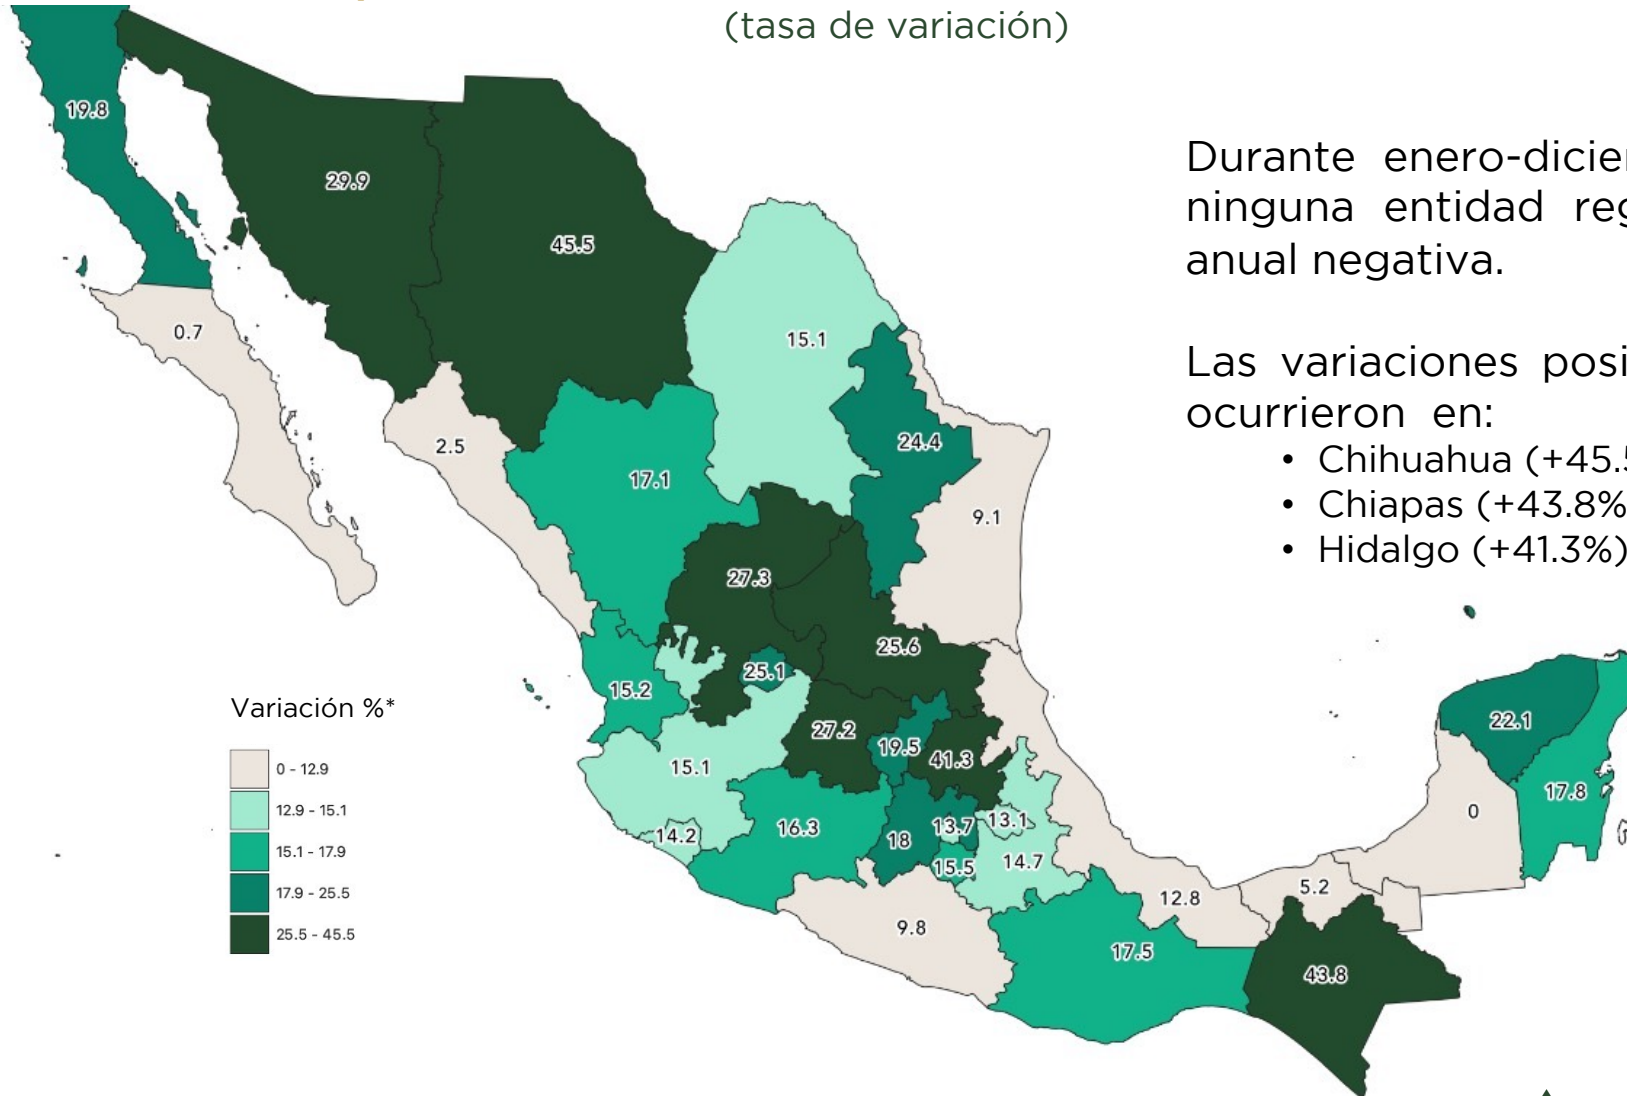 (tasa de variación)
Durante enero-dicie
ninguna entidad reg
anual negativa.
Las variaciones posi
ocurrieron en:
• Chihuahua (+45.5
• Chiapas (+43.8%
• Hidalgo (+41.3%)
19.8
29.9
45.5
0.7
15.1
2.5
24.4
17.1
9.1
27.3
25.6
25.1
15.2
27.2
19.5
41.3
15.1
22.1
17.8
14.2
16.3
18
13.7
13.1
0
15.5
14.7
5.2
12.8
9.8
17.5
43.8
Variación %*
0 - 12.9
12.9 - 15.1
15.1 - 17.9
17.9 - 25.5
25.5 - 45.5